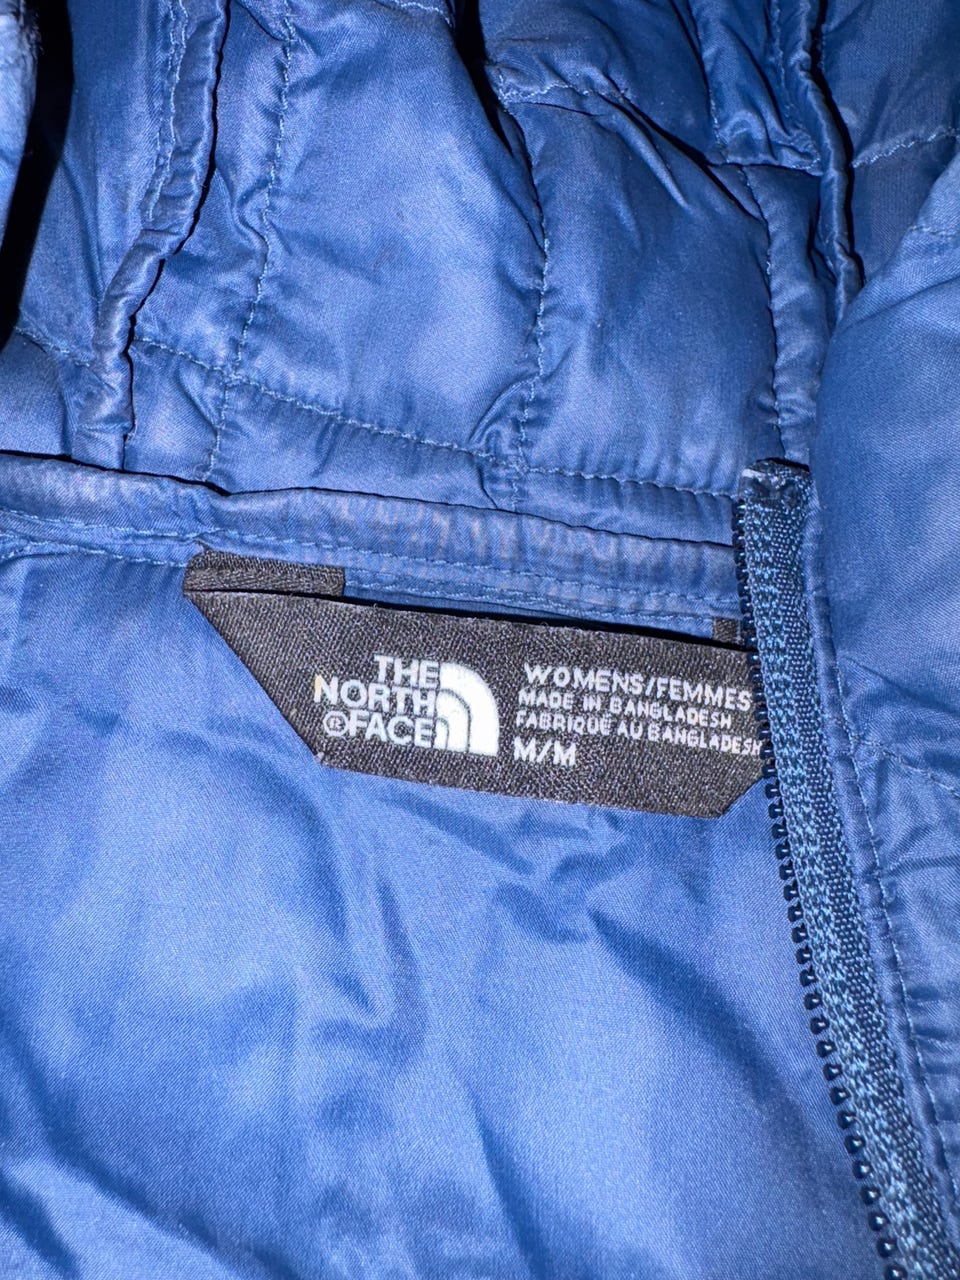 THE
NORTH
®FACE
WOMENS/FEMMES
MADE IN BANGLADESH
FABRIQUÉ AU BANGLADESH
M/M